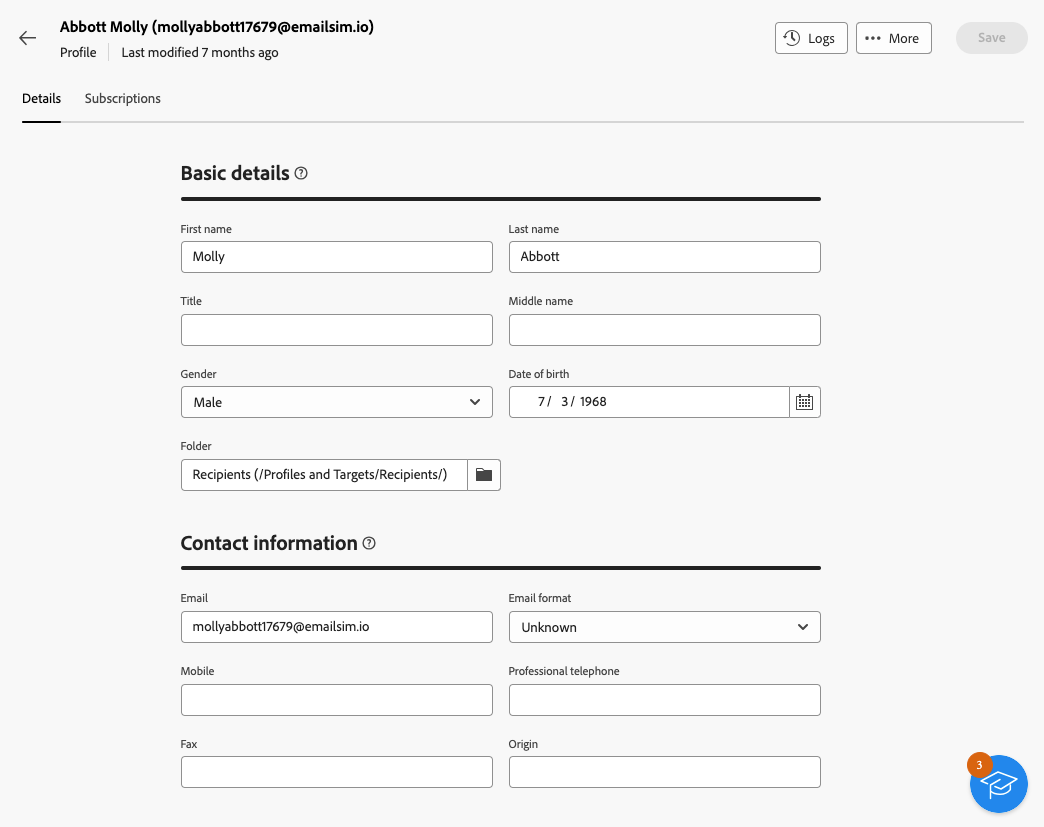 Abbott Molly (mollyabbott17679@emailsim.io)
Profile Last modified 7 months ago
Logs
More
Save
Details Subscriptions
Basic details
First name Last name
Molly Abbott
Title Middle name
Gender Date of birth
Male 7/ 3/ 1968
Folder
Recipients (/Profiles and Targets/Recipients/)
Contact information
Email Email format
mollyabbott17679@emailsim.io Unknown
Mobile Professional telephone
Fax Origin
3